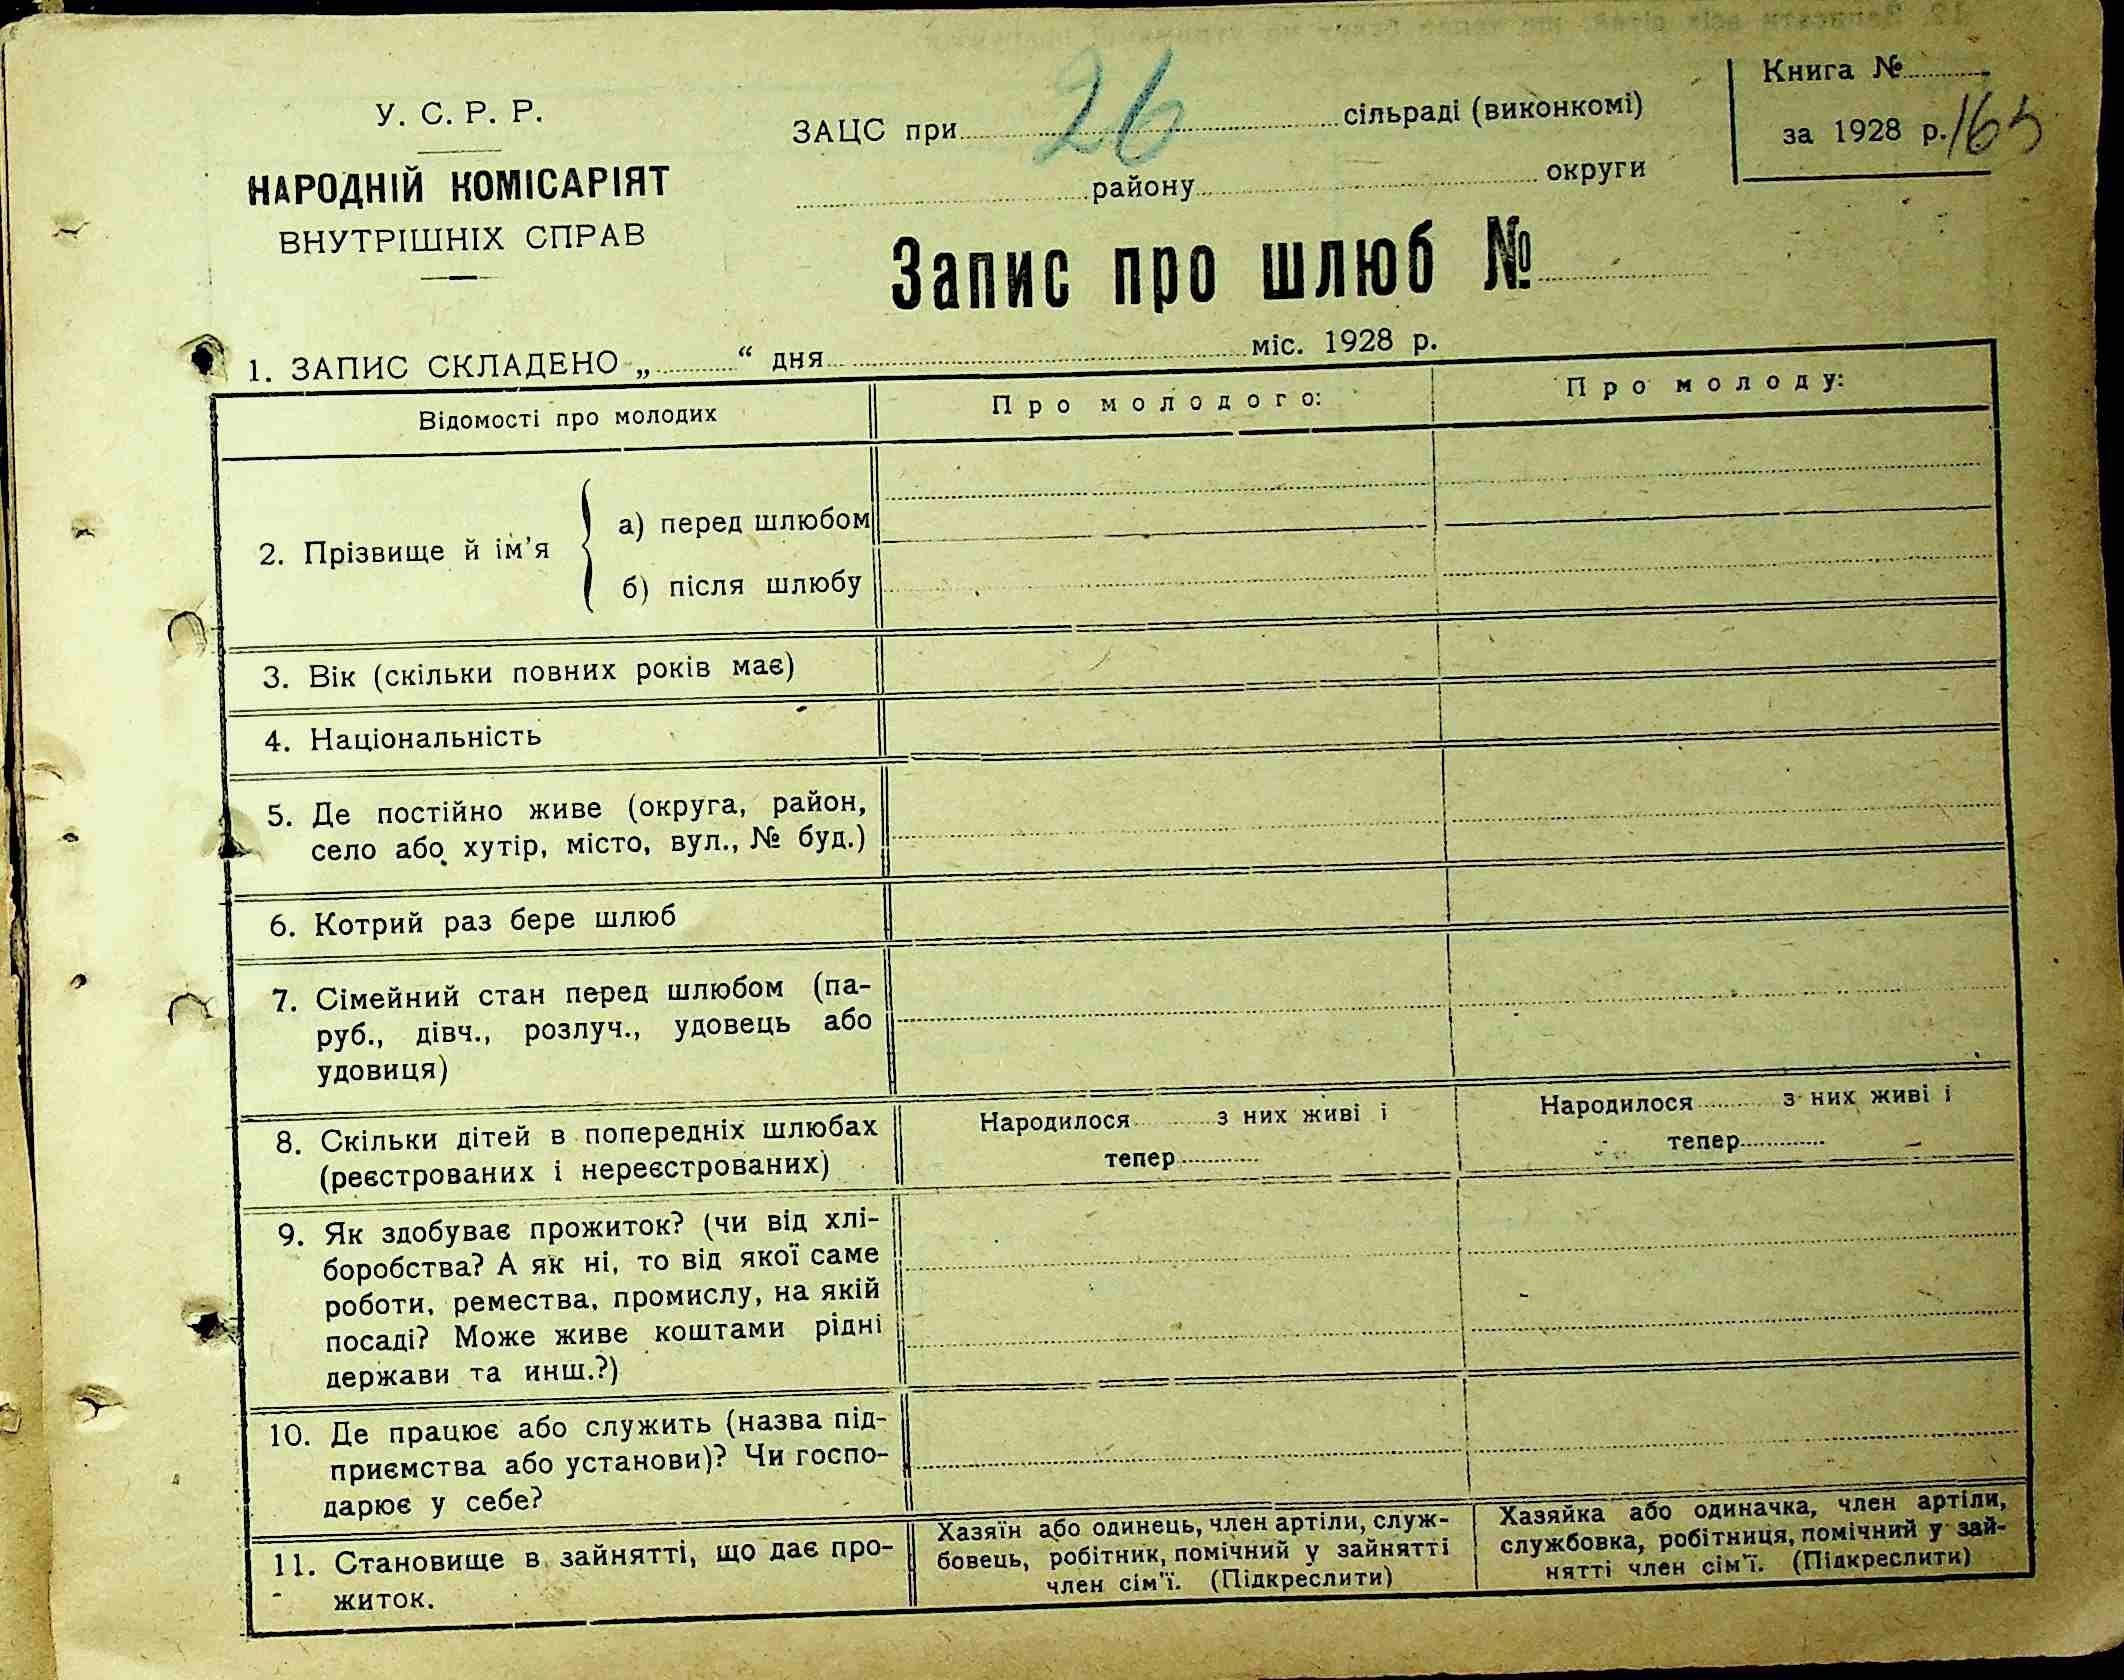 У. С. Р. Р.
НАРОДНІЙ КОМІСАРІЯТ
ВНУТРІШНІХ СПРАВ
ЗАЦС при 26 сільраді (виконкомі)
району округи
Книга №
за 1928 р. 165
Запис про шлюб №
1. ЗАПИС СКЛАДЕНО „ “ дня міс. 1928 р.
Відомості про молодих
Про молодого:
Про молоду:
2. Прізвище й ім’я
а) перед шлюбом
б) після шлюбу
3. Вік (скільки повних років має)
4. Національність
5. Де постійно живе (округа, район,
село або хутір, місто, вул., № буд.)
6. Котрий раз бере шлюб
7. Сімейний стан перед шлюбом (па-
руб., дівч., розлуч., удовець або
удовиця)
8. Скільки дітей в попередніх шлюбах
(реєстрованих і нереєстрованих)
Народилося з них живі і
тепер
Народилося з них живі і
тепер
9. Як здобуває прожиток? (чи від хлі-
боробства? А як ні, то від якої саме
роботи, ремества, промислу, на якій
посаді? Може живе коштами рідні
держави та инш.?)
10. Де працює або служить (назва під-
приємства або установи)? Чи госпо-
дарює у себе?
11. Становище в зайнятті, що дає про-
житок.
Хазяїн або одинець, член артіли, служ-
бовець, робітник, помічний у зайнятті
член сім’ї. (Підкреслити)
Хазяйка або одиначка, член артіли,
службовка, робітниця, помічний у зай-
нятті член сім’ї. (Підкреслити)